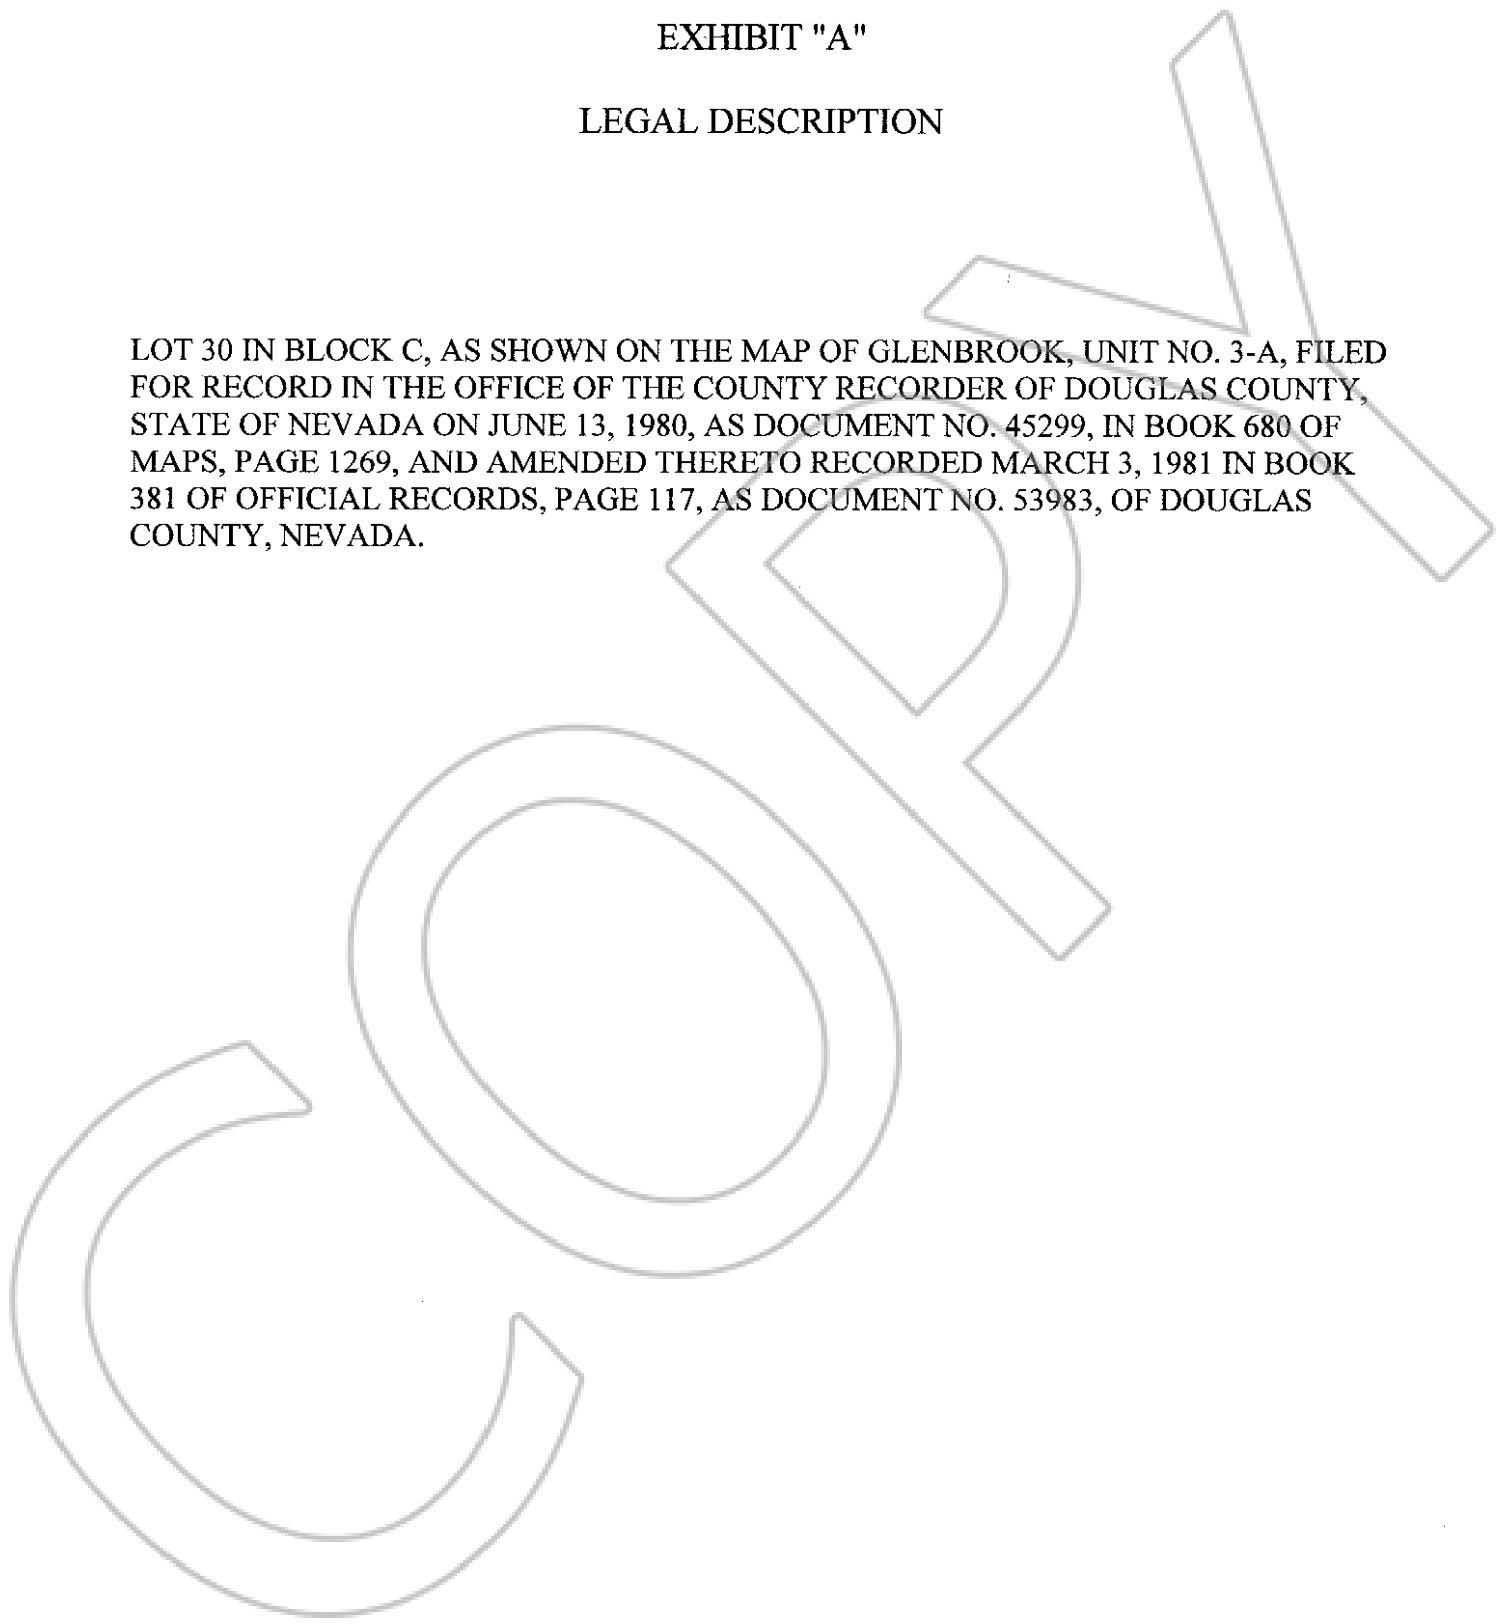 EXHIBIT "A"
LEGAL DESCRIPTION
LOT 30 IN BLOCK C, AS SHOWN ON THE MAP OF GLENBROOK, UNIT NO. 3-A, FILED
FOR RECORD IN THE OFFICE OF THE COUNTY RECORDER OF DOUGLAS COUNTY,
STATE OF NEVADA ON JUNE 13, 1980, AS DOCUMENT NO. 45299, IN BOOK 680 OF
MAPS, PAGE 1269, AND AMENDED THERETO RECORDED MARCH 3, 1981 IN BOOK
381 OF OFFICIAL RECORDS, PAGE 117, AS DOCUMENT NO. 53983, OF DOUGLAS
COUNTY, NEVADA.
COPY